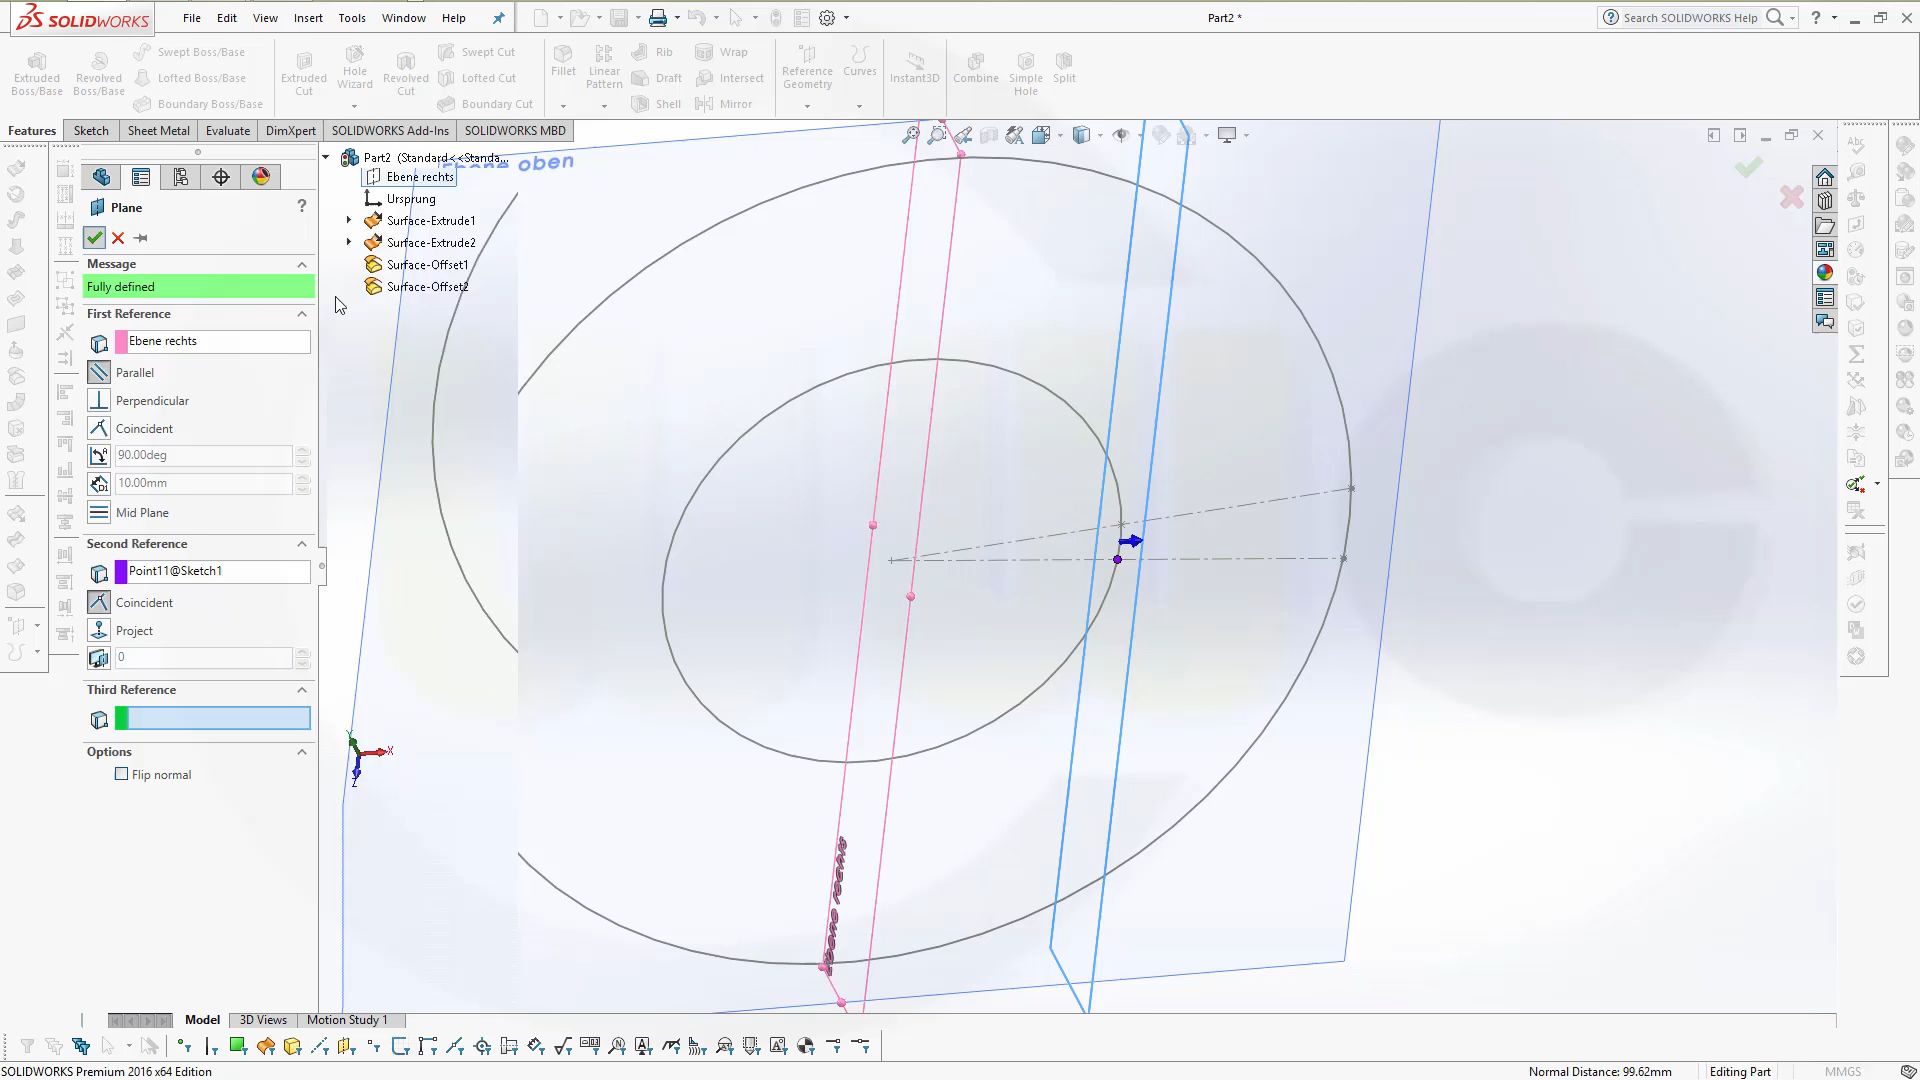 SOLIDWORKS
File Edit View Insert Tools Window Help
Part2 *
Search SOLIDWORKS Help
Extruded Boss/Base
Revolved Boss/Base
Swept Boss/Base
Lofted Boss/Base
Boundary Boss/Base
Extruded Cut
Hole Wizard
Revolved Cut
Swept Cut
Lofted Cut
Boundary Cut
Fillet
Linear Pattern
Rib
Draft
Shell
Wrap
Intersect
Mirror
Reference Geometry
Curves
Instant3D
Combine
Simple Hole
Split
Features Sketch Sheet Metal Evaluate DimXpert SOLIDWORKS Add-Ins SOLIDWORKS MBD
Part2 (Standard<<Standa...
Ebene oben
Ebene rechts
Ursprung
Surface-Extrude1
Surface-Extrude2
Surface-Offset1
Surface-Offset2
Plane
?
Message
Fully defined
First Reference
Ebene rechts
Parallel
Perpendicular
Coincident
90.00deg
10.00mm
Mid Plane
Second Reference
Point11@Sketch1
Coincident
Project
0
Third Reference
Options
Flip normal
Y
X
Z
Model 3D Views Motion Study 1
SOLIDWORKS Premium 2016 x64 Edition
Normal Distance: 99.62mm
Editing Part
MMGS